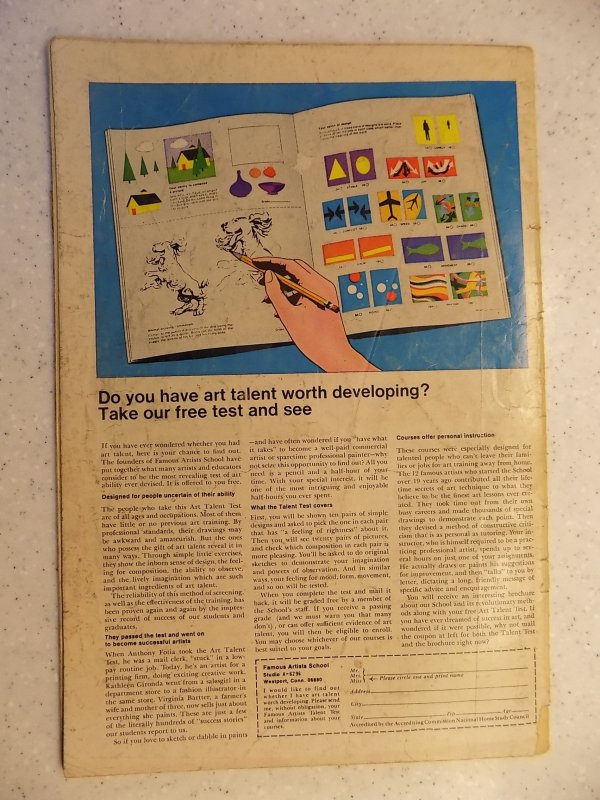 Your sense of design
Your ability to compose
a picture
Do you have art talent worth developing?
Take our free test and see
If you have ever wondered whether you had
art talent, here is your chance to find out.
The founders of Famous Artists School have
put together what many artists and educators
consider to be the most revealing test of art
ability ever devised. It is offered to you free.
Designed for people uncertain of their ability
The people who take this Art Talent Test
are of all ages and occupations. Most of them
have little or no previous art training. By
professional standards, their drawings may
be awkward and amateurish. But the ones
who possess the gift of art talent reveal it in
many ways. Through simple little exercises,
they show the inborn sense of design, the feel-
ing for composition, the ability to observe
and the lively imagination which are such
important ingredients of art talent.
The reliability of this method of screening,
as well as the effectiveness of the training, has
been proven again and again by the impres-
sive record of success of our students and
graduates.
They passed the test and went on
to become successful artists
When Anthony Fotia took the Art Talent
Test, he was a mail clerk, "stuck" in a low-
pay routine job. Today, he's an artist for a
printing firm, doing exciting creative work.
Kathleen Gironda went from a salesgirl in a
department store to a fashion illustrator in
the same store. Virginia Bartter, a farmer's
wife and mother of three, now sells just about
everything she paints. These are just a few
of the literally hundreds of "success stories"
our students report to us.
So if you love to sketch or dabble in paints
—and have often wondered if you "have what
it takes" to become a well-paid commercial
artist or sparetime professional painter—why
not seize this opportunity to find out? All you
need is a pencil and a half-hour of your
time. With your special interest, it will be
one of the most intriguing and enjoyable
half-hours you ever spent.
What the Talent Test covers
First, you will be shown ten pairs of simple
designs and asked to pick the one in each pair
that has "a feeling of rightness" about it.
Then you will see twenty pairs of pictures,
and check which composition in each pair is
more pleasing. You'll be asked to do original
sketches to demonstrate your imagination
and powers of observation. And in similar
ways, your feeling for mood, form, movement,
and so on will be tested.
When you complete the test and mail it
back, it will be graded free by a member of
the School's staff. If you receive a passing
grade (and we must warn you that many
don't), or can offer sufficient evidence of art
talent, you will then be eligible to enroll.
You may choose whichever of our courses is
best suited to your goals.
Courses offer personal instruction
These courses were especially designed for
talented people who can't leave their fami-
lies or jobs for art training away from home.
The 12 famous artists who started the School
over 19 years ago contributed all their life-
time secrets of art technique to what they
believe to be the finest art lessons ever cre-
ated. They took time out from their own
busy careers and made thousands of special
drawings to demonstrate each point. Then
they devised a method of constructive criti-
cism that is as personal as tutoring. Your in-
structor, who is himself required to be a prac-
ticing professional artist, spends up to sev-
eral hours on just one of your assignments.
He actually draws or paints his suggestions
for improvement, and then "talks" to you in
letter, dictating a long, friendly message of
specific advice and encouragement.
You will receive an interesting brochure
about our School and its revolutionary meth-
ods along with your free Art Talent Test. If
you have ever dreamed of success in art, and
wondered if it were possible, why not mail
the coupon at left for both the Talent Test
and the brochure right now?
Famous Artists School
Studio
Westport, Conn. 06880
I would like to find out
whether I have art talent
worth developing. Please send
me, without obligation, your
Famous Artists Talent Test
and information about your
courses.
Mr.
Mrs.
Miss
Please circle one and print name
Address
City
State Zip Age
Accredited by the Accrediting Commission National Home Study Council